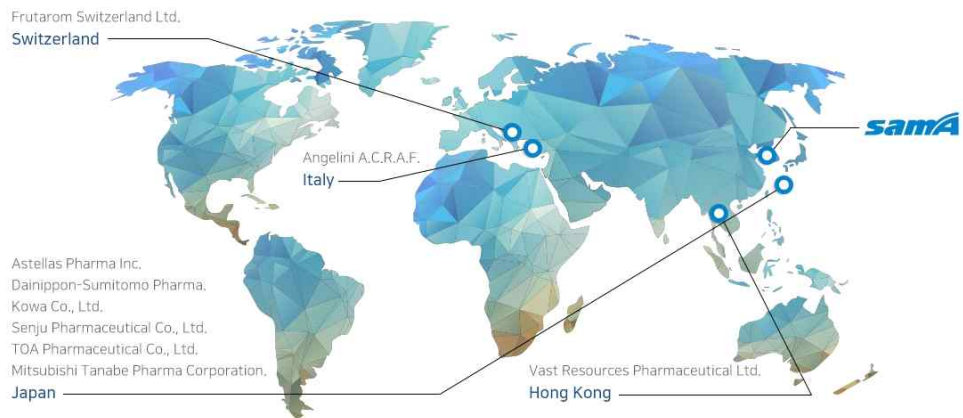 Frutarom Switzerland Ltd.
Switzerland
samA
Angelini A.C.R.A.F.
Italy
Astellas Pharma Inc.
Dainippon-Sumitomo Pharma.
Kowa Co., Ltd.
Senju Pharmaceutical Co., Ltd.
TOA Pharmaceutical Co., Ltd.
Mitsubishi Tanabe Pharma Corporation.
Japan
Vast Resources Pharmaceutical Ltd.
Hong Kong